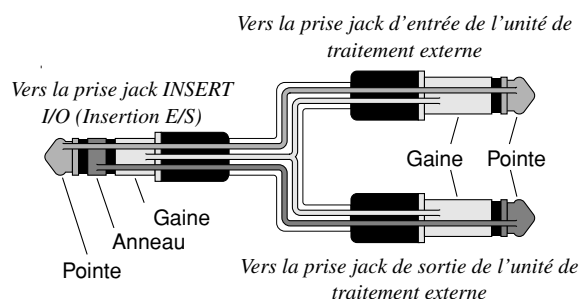 Vers la prise jack d'entrée de l'unité de
traitement externe
Vers la prise jack INSERT
I/O (Insertion E/S)
Gaine
Pointe
Gaine
Anneau
Pointe
Vers la prise jack de sortie de l'unité de
traitement externe